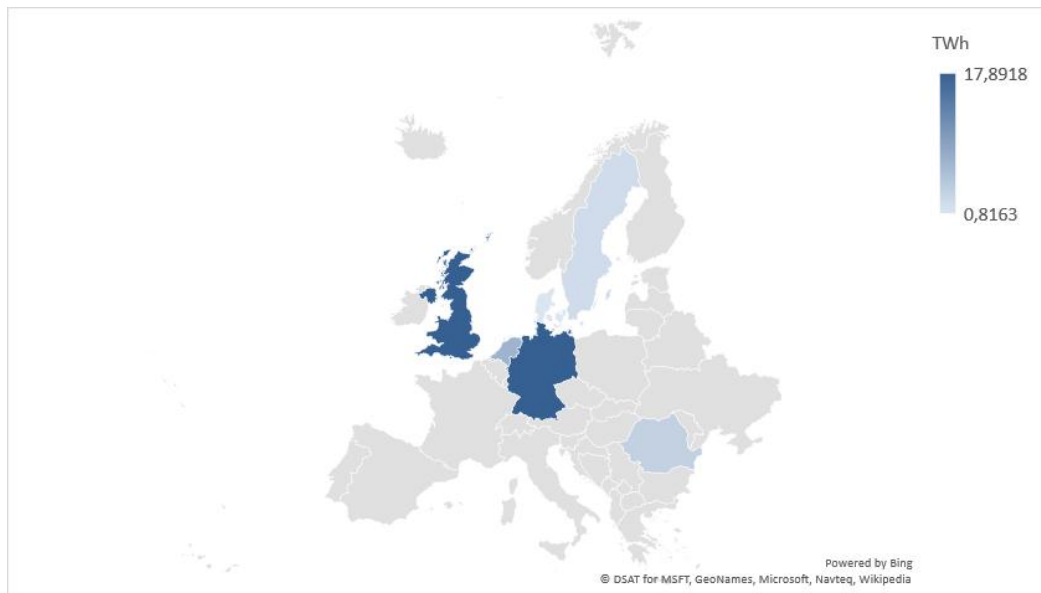 TWh
17,8918
0,8163
Powered by Bing
© DSAT for MSFT, GeoNames, Microsoft, Navteq, Wikipedia